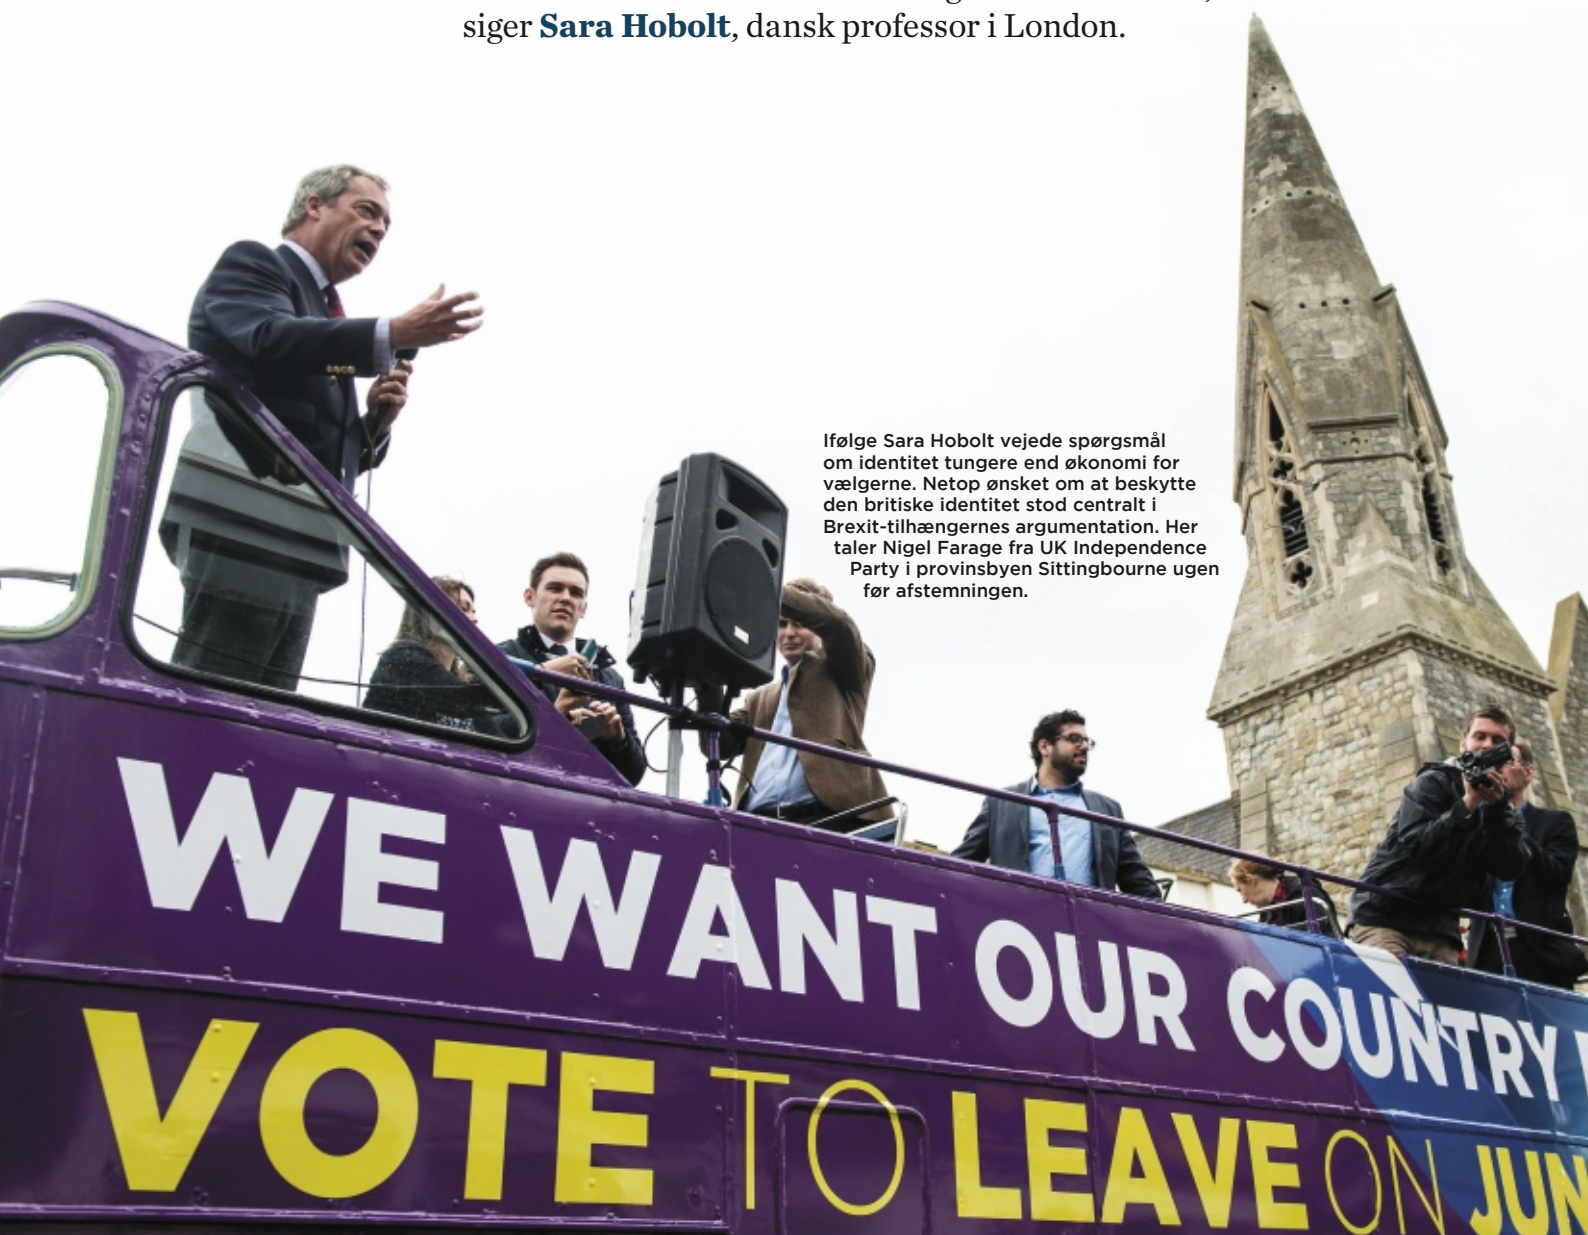 siger Sara Hobolt, dansk professor i London.
Ifølge Sara Hobolt vejede spørgsmål
om identitet tungere end økonomi for
vælgerne. Netop ønsket om at beskytte
den britiske identitet stod centralt i
Brexit-tilhængernes argumentation. Her
taler Nigel Farage fra UK Independence
Party i provinsbyen Sittingbourne ugen
før afstemningen.
WE WANT OUR COUNTRY
VOTE TO LEAVE ON JUN